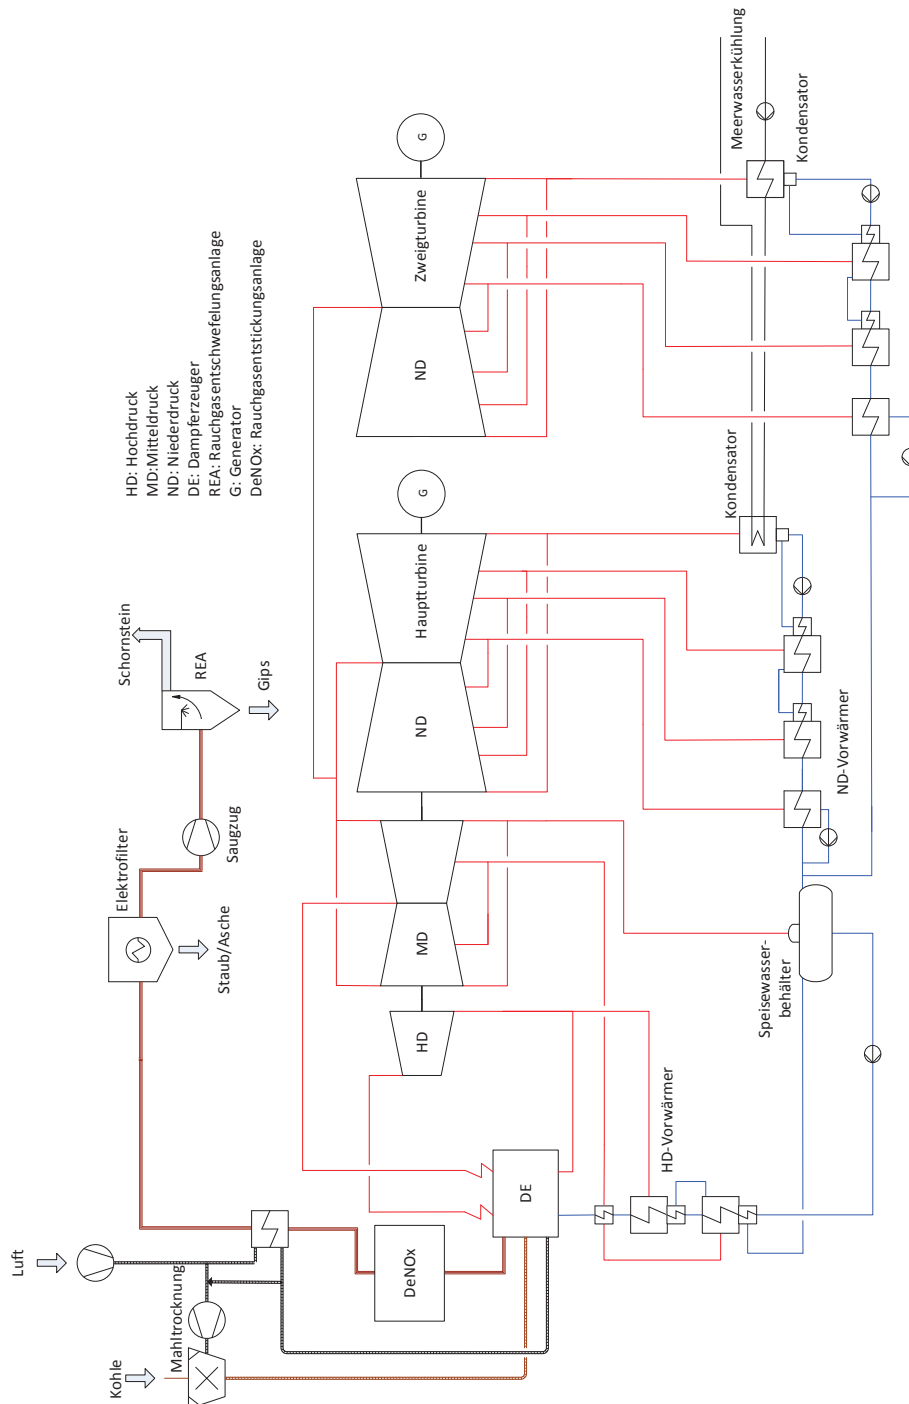 Kohle
Mahltrocknung
Luft
DeNOx
DE
HD-Vorwärmer
Elektrofilter
Staub/Asche
Saugzug
Schornstein
REA
Gips
HD
MD
ND
Hauptturbine
G
ND
Zweigturbine
G
HD: Hochdruck
MD:Mitteldruck
ND: Niederdruck
DE: Dampferzeuger
REA: Rauchgasentschwefelungsanlage
G: Generator
DeNOx: Rauchgasentstickungsanlage
Speisewasser-
behälter
ND-Vorwärmer
Kondensator
Meerwasserkühlung
Kondensator